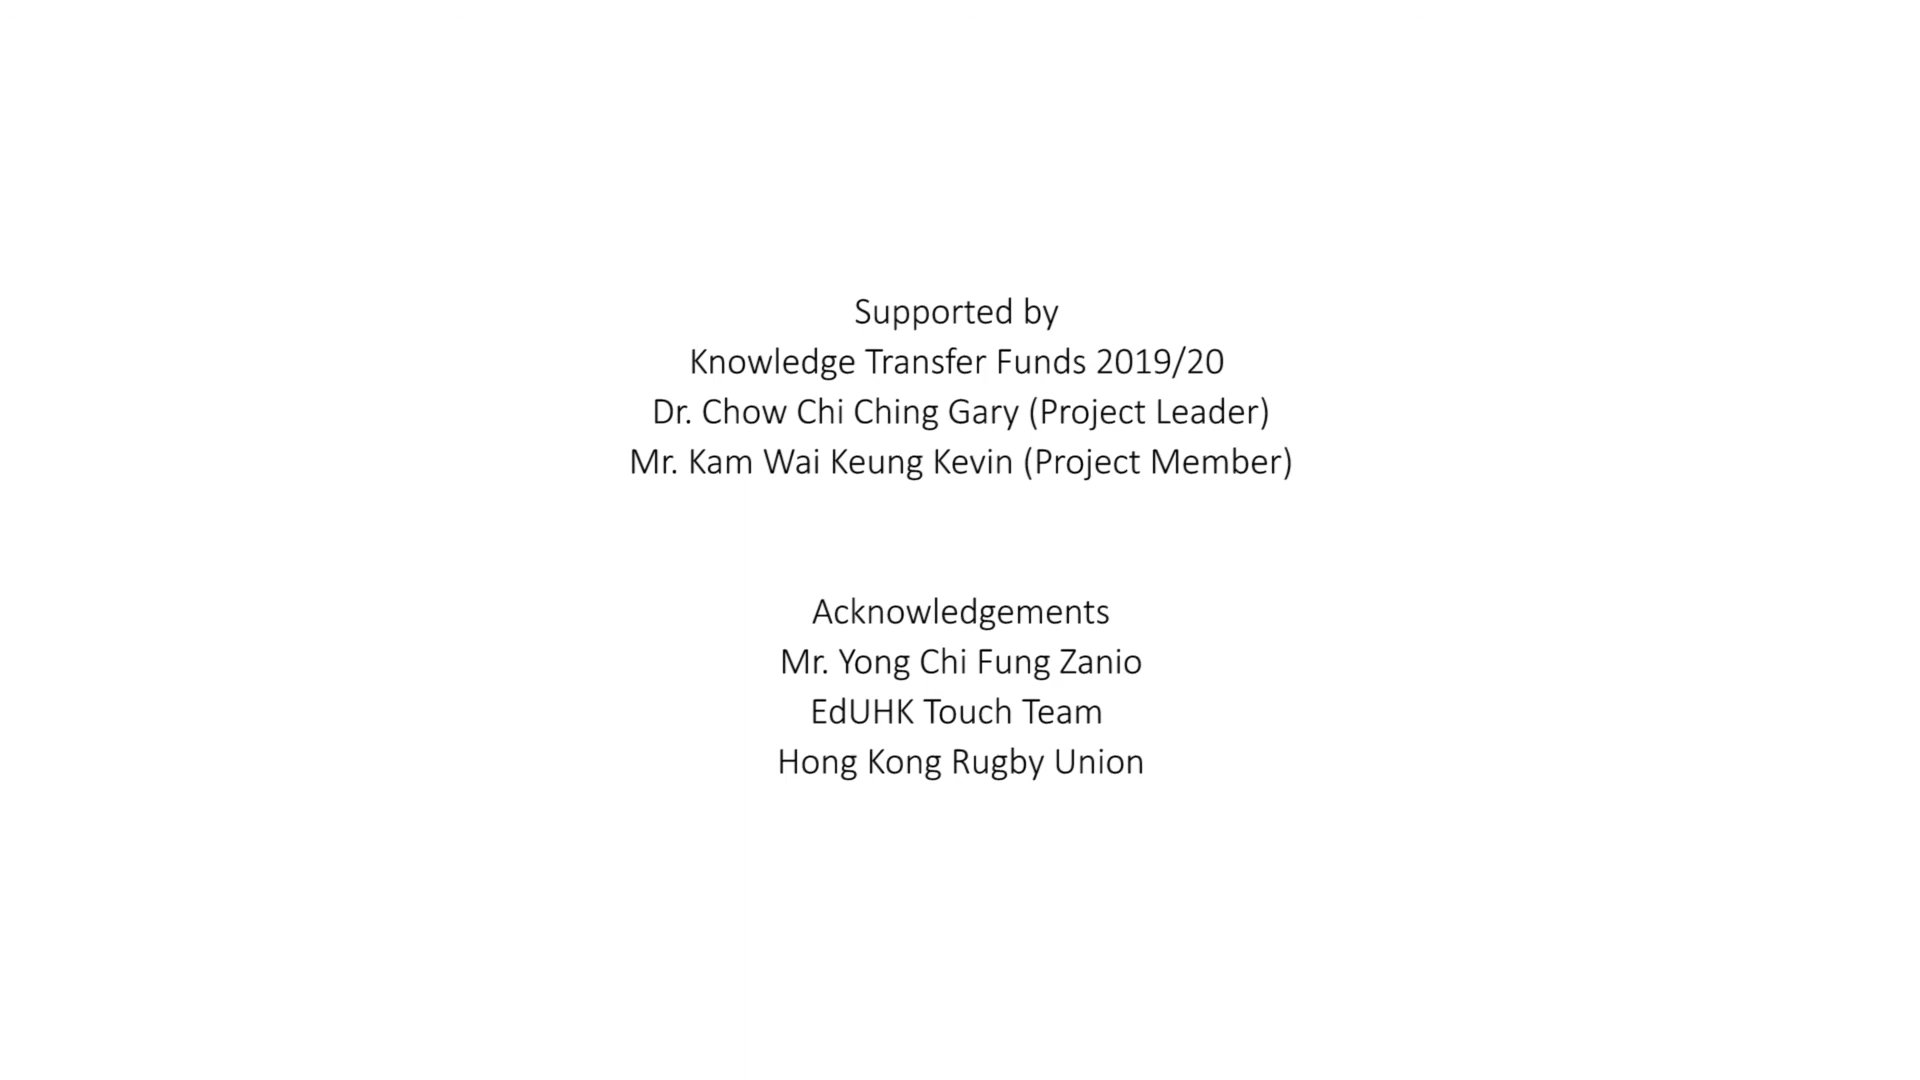 Supported by
Knowledge Transfer Funds 2019/20
Dr. Chow Chi Ching Gary (Project Leader)
Mr. Kam Wai Keung Kevin (Project Member)
Acknowledgements
Mr. Yong Chi Fung Zanio
EdUHK Touch Team
Hong Kong Rugby Union